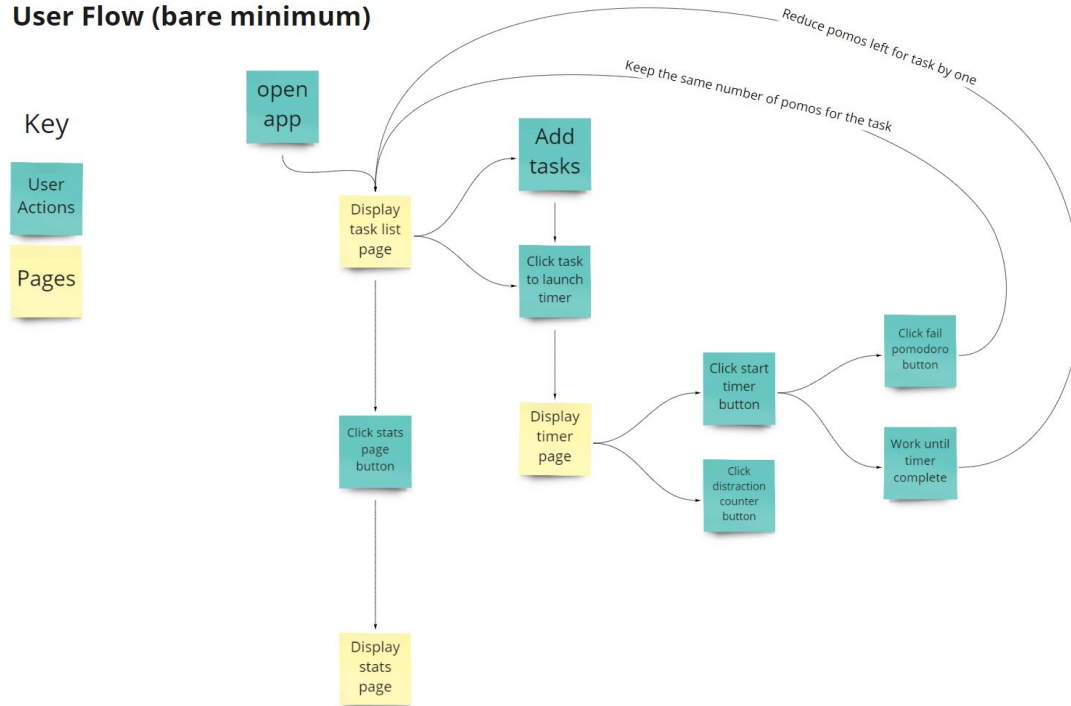 User Flow (bare minimum)
Key
User
Actions
Pages
open
app
Display
task list
page
Add
tasks
Click task
to launch
timer
Display
timer
page
Click start
timer
button
Click
distraction
counter
button
Click fail
pomodoro
button
Work until
timer
complete
Reduce pomos left for task by one
Keep the same number of pomos for the task
Click stats
page
button
Display
stats
page